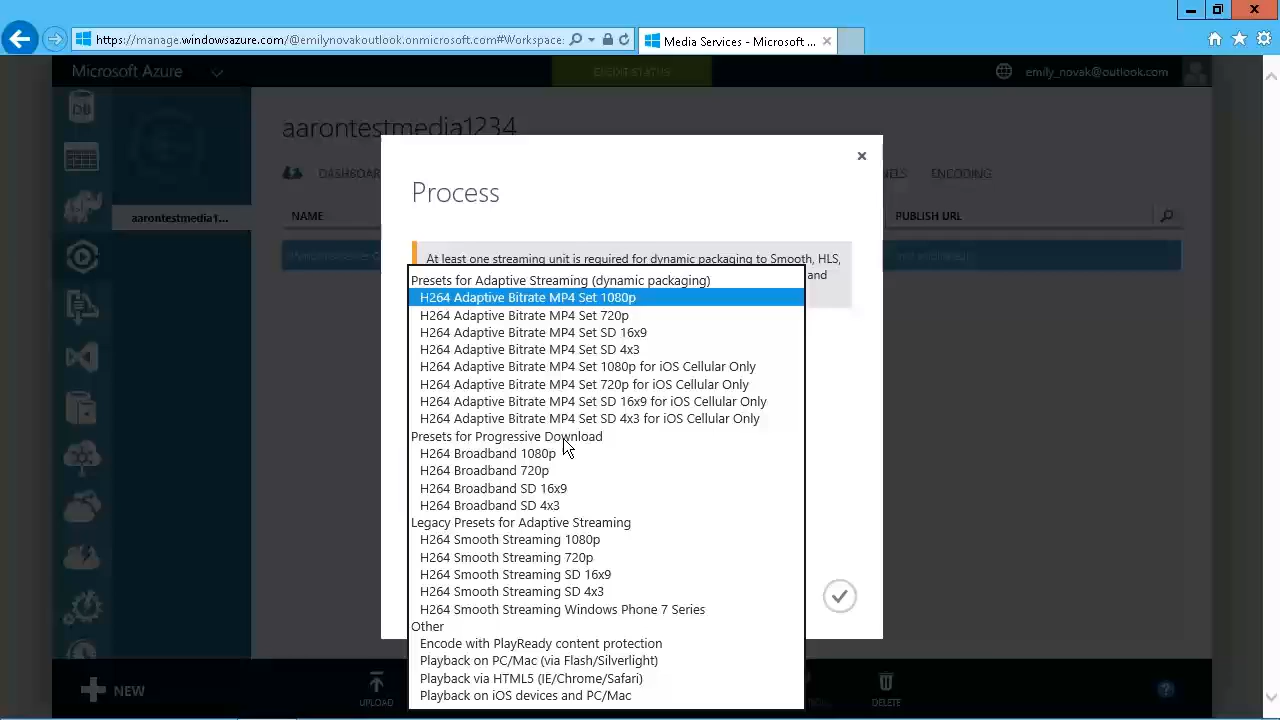 https://manage.windowsazure.com/@emilynovakoutlook.onmicrosoft.com#Workspace:
Media Services - Microsoft ...
Microsoft Azure
CREDIT STATUS
emily_novak@outlook.com
aarontestmedia1234
DASHBOAR
NELS
ENCODING
aarontestmedia1...
NAME
PUBLISH URL
Process
At least one streaming unit is required for dynamic packaging to Smooth, HLS,
and
Presets for Adaptive Streaming (dynamic packaging)
H264 Adaptive Bitrate MP4 Set 1080p
H264 Adaptive Bitrate MP4 Set 720p
H264 Adaptive Bitrate MP4 Set SD 16x9
H264 Adaptive Bitrate MP4 Set SD 4x3
H264 Adaptive Bitrate MP4 Set 1080p for iOS Cellular Only
H264 Adaptive Bitrate MP4 Set 720p for iOS Cellular Only
H264 Adaptive Bitrate MP4 Set SD 16x9 for iOS Cellular Only
H264 Adaptive Bitrate MP4 Set SD 4x3 for iOS Cellular Only
Presets for Progressive Download
H264 Broadband 1080p
H264 Broadband 720p
H264 Broadband SD 16x9
H264 Broadband SD 4x3
Legacy Presets for Adaptive Streaming
H264 Smooth Streaming 1080p
H264 Smooth Streaming 720p
H264 Smooth Streaming SD 16x9
H264 Smooth Streaming SD 4x3
H264 Smooth Streaming Windows Phone 7 Series
Other
Encode with PlayReady content protection
Playback on PC/Mac (via Flash/Silverlight)
Playback via HTML5 (IE/Chrome/Safari)
Playback on iOS devices and PC/Mac
NEW
UPLOAD
DELETE